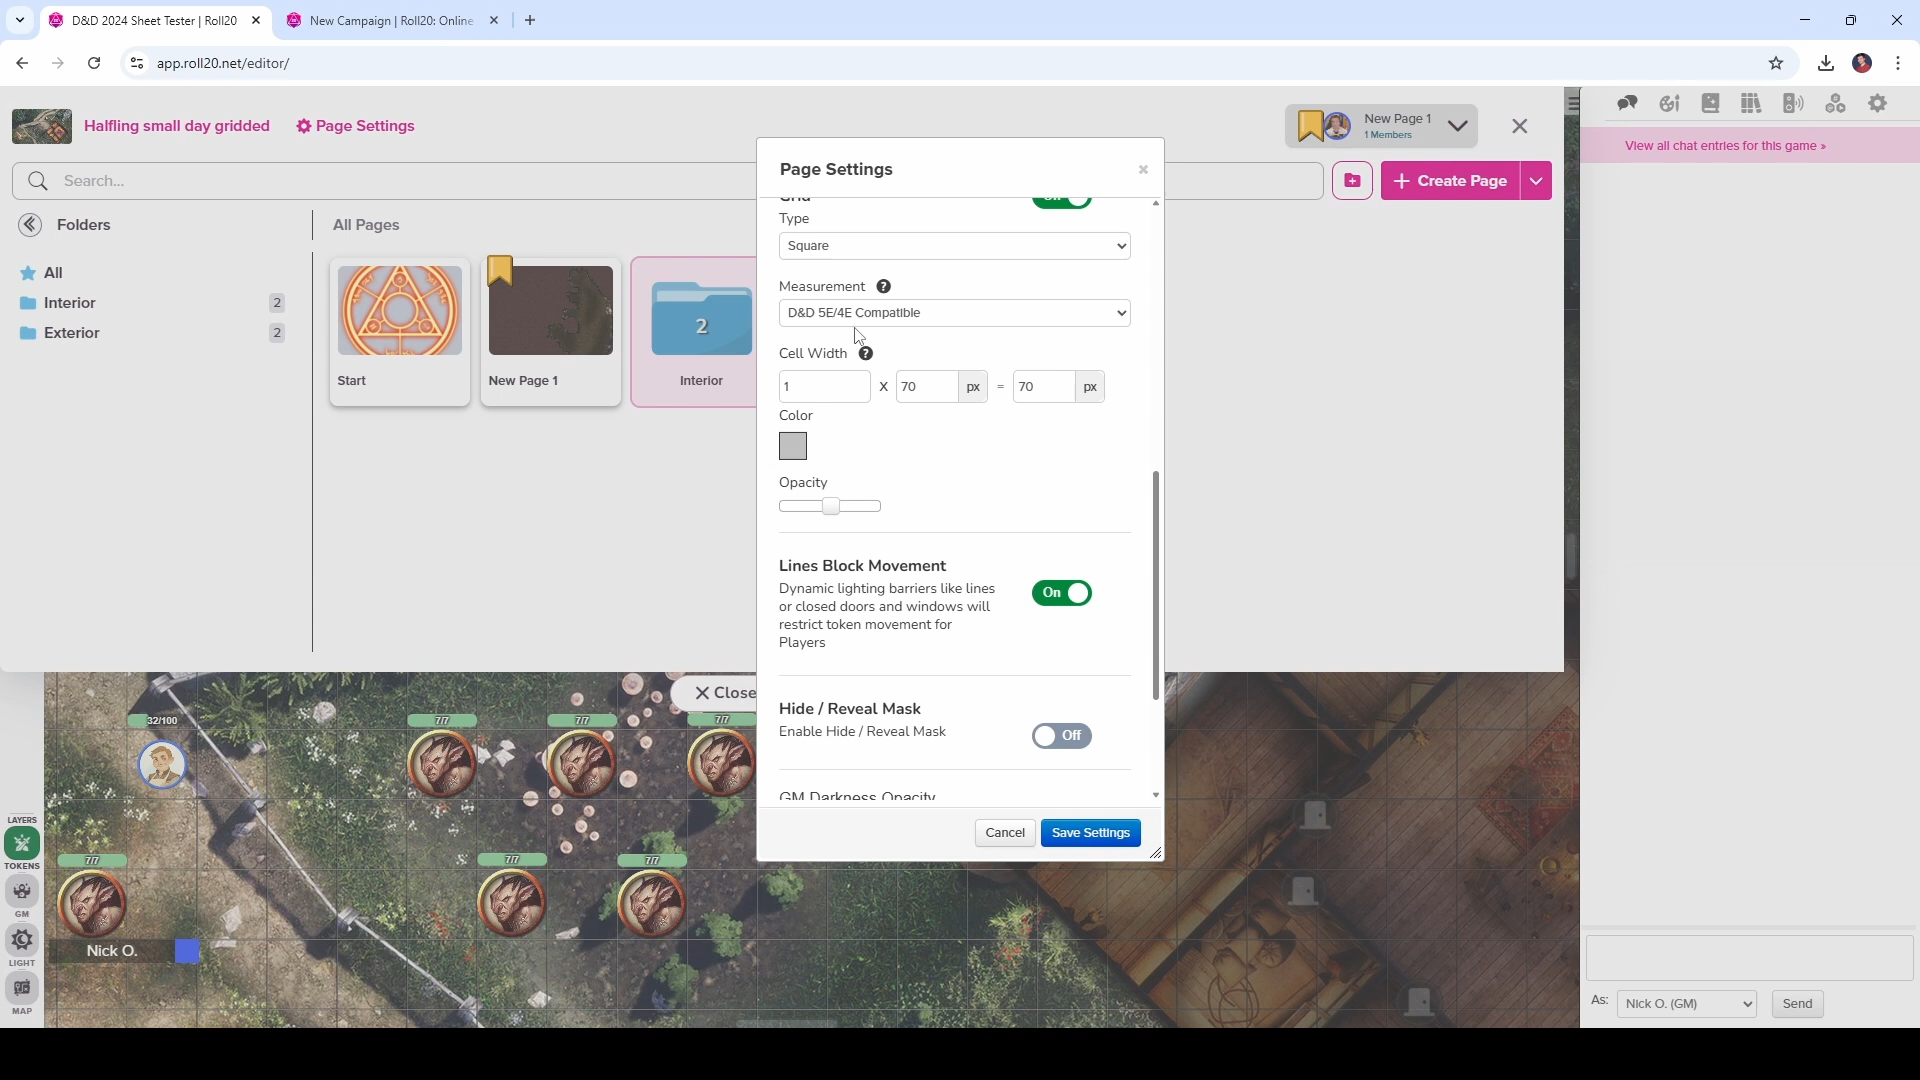 D&D 2024 Sheet Tester | Roll20
New Campaign | Roll20: Online
app.roll20.net/editor/
Halfling small day gridded
Page Settings
New Page 1
1 Members
View all chat entries for this game »
Search...
Create Page
Folders
All Pages
All
Interior
2
Exterior
2
Start
New Page 1
2
Interior
Page Settings
Grid
Type
Square
Measurement ?
D&D 5E/4E Compatible
Cell Width ?
1 X 70 px = 70 px
Color
Opacity
Lines Block Movement
Dynamic lighting barriers like lines
or closed doors and windows will
restrict token movement for
Players
On
Hide / Reveal Mask
Enable Hide / Reveal Mask
Off
GM Darkness Opacity
Cancel
Save Settings
Close
32/100
7/7
7/7
7/7
7/7
7/7
7/7
Nick O.
LAYERS
TOKENS
GM
LIGHT
MAP
As:
Nick O. (GM)
Send